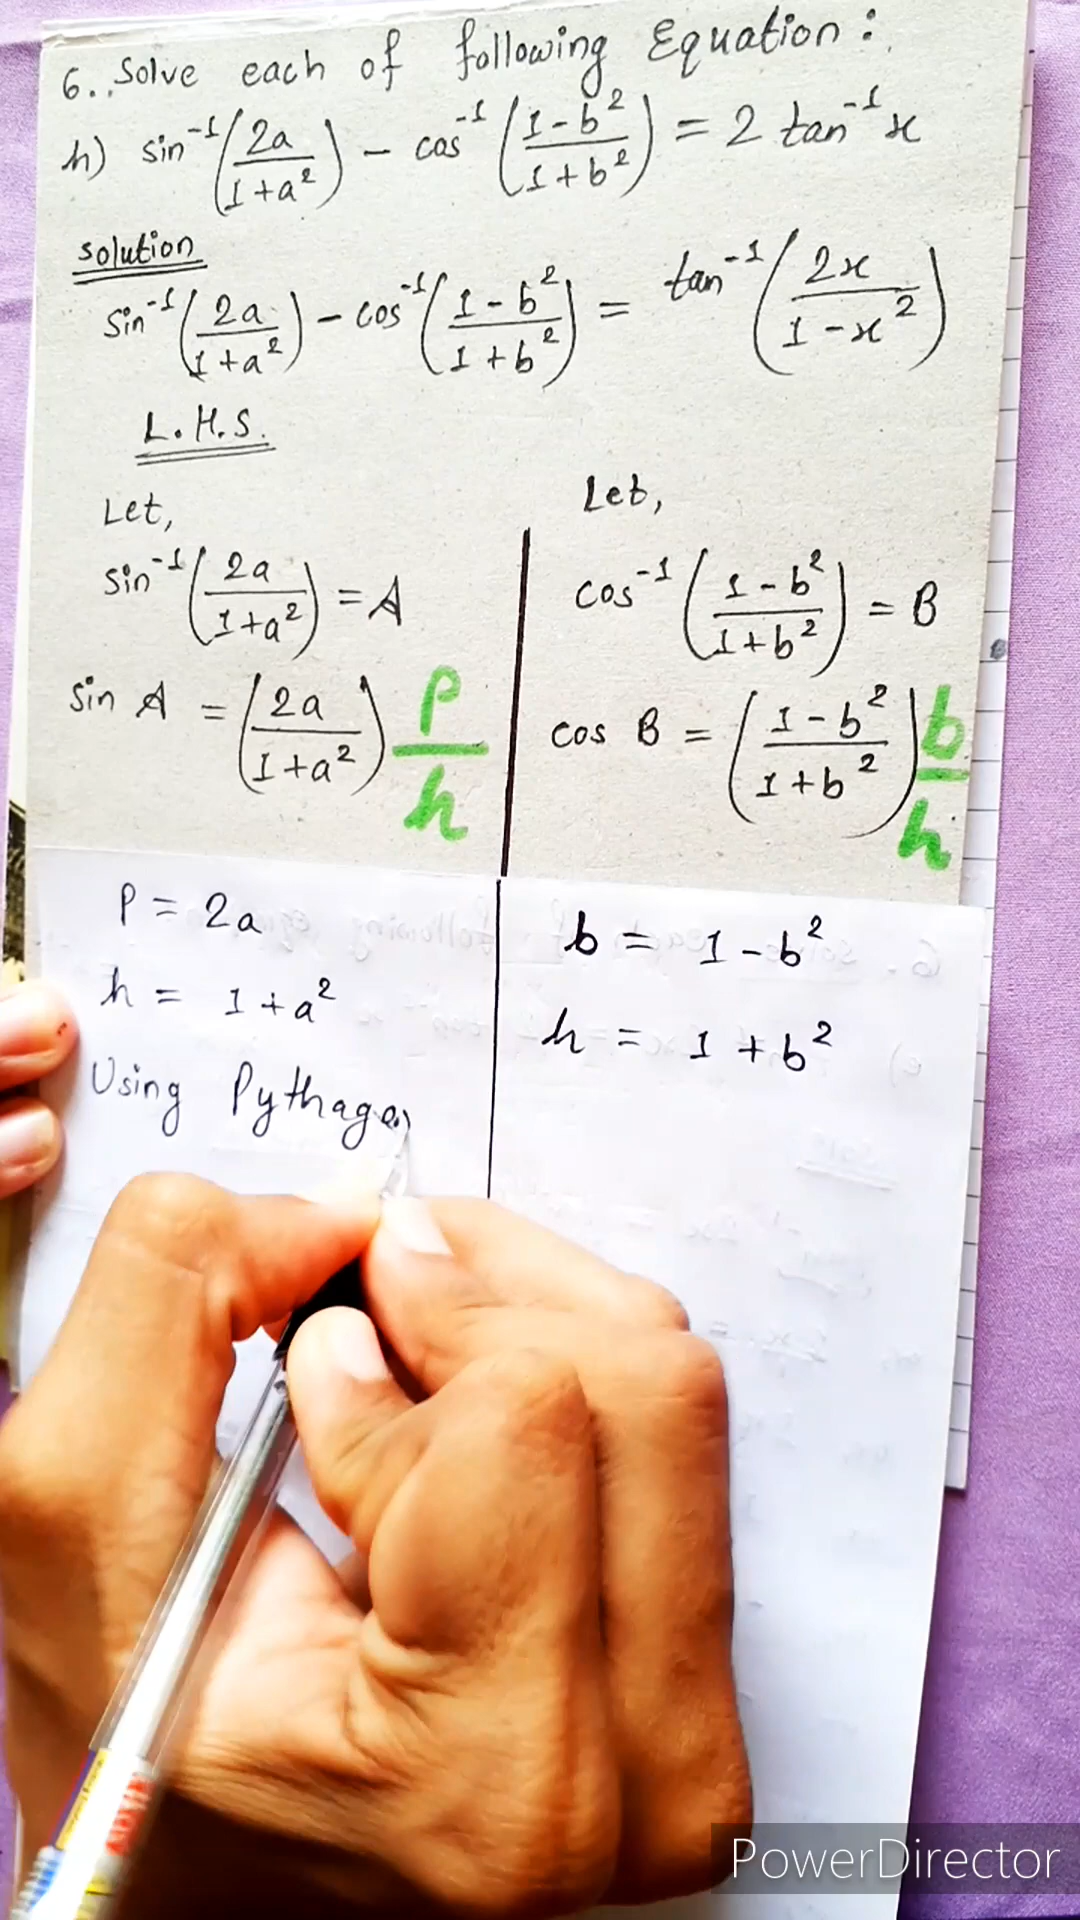 6. Solve each of following Equation :
h) sin⁻¹(2a/1+a²) - cos⁻¹(1-b²/1+b²) = 2 tan⁻¹x
solution
sin⁻¹(2a/1+a²) - cos⁻¹(1-b²/1+b²) = tan⁻¹(2x/1-x²)
L.H.S.
Let,
sin⁻¹(2a/1+a²) = A
sin A = (2a/1+a²) p/h
P = 2a
h = 1+a²
Using
Let,
cos⁻¹(1-b²/1+b²) = B
cos B = (1-b²/1+b²) b/h
b = 1-b²
h = 1+b²
PowerDirector